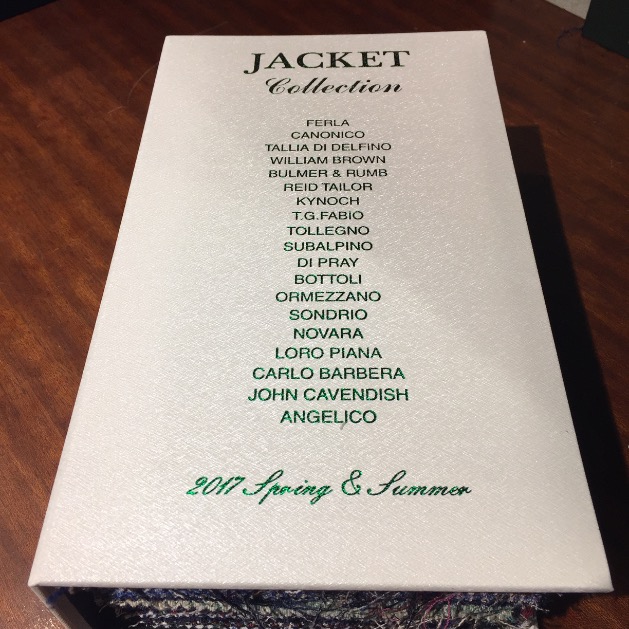 JACKET
Collection
FERLA
CANONICO
TALLIA DI DELFINO
WILLIAM BROWN
BULMER & RUMB
REID TAILOR
KYNOCH
T.G.FABIO
TOLLEGNO
SUBALPINO
DI PRAY
BOTTOLI
ORMEZZANO
SONDRIO
NOVARA
LORO PIANA
CARLO BARBERA
JOHN CAVENDISH
ANGELICO
2017 Spring & Summer